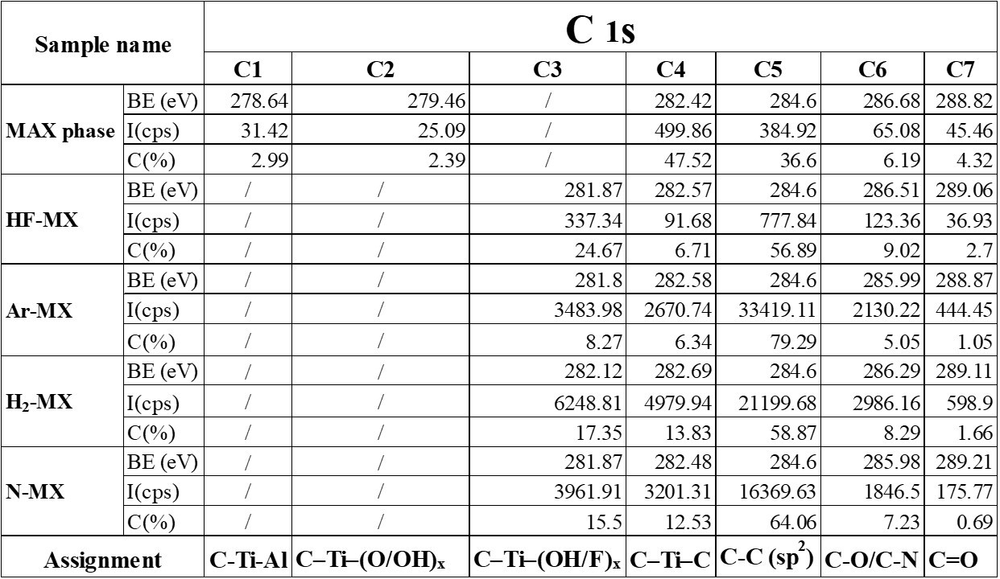 Sample name C 1s
C1 C2 C3 C4 C5 C6 C7
MAX phase BE (eV) 278.64 279.46 / 282.42 284.6 286.68 288.82
I(cps) 31.42 25.09 / 499.86 384.92 65.08 45.46
C(%) 2.99 2.39 / 47.52 36.6 6.19 4.32
HF-MX BE (eV) / / 281.87 282.57 284.6 286.51 289.06
I(cps) / / 337.34 91.68 777.84 123.36 36.93
C(%) / / 24.67 6.71 56.89 9.02 2.7
Ar-MX BE (eV) / / 281.8 282.58 284.6 285.99 288.87
I(cps) / / 3483.98 2670.74 33419.11 2130.22 444.45
C(%) / / 8.27 6.34 79.29 5.05 1.05
H₂-MX BE (eV) / / 282.12 282.69 284.6 286.29 289.11
I(cps) / / 6248.81 4979.94 21199.68 2986.16 598.9
C(%) / / 17.35 13.83 58.87 8.29 1.66
N-MX BE (eV) / / 281.87 282.48 284.6 285.98 289.21
I(cps) / / 3961.91 3201.31 16369.63 1846.5 175.77
C(%) / / 15.5 12.53 64.06 7.23 0.69
Assignment C-Ti-Al C–Ti–(O/OH)ₓ C–Ti–(OH/F)ₓ C–Ti–C C-C (sp²) C-O/C-N C=O